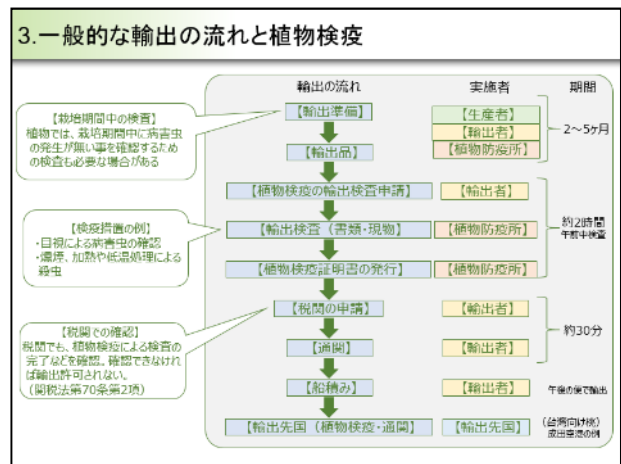 3.一般的な輸出の流れと植物検疫
輸出の流れ
実施者
期間
【栽培期間中の検査】
植物では、栽培期間中に病害虫
の発生が無い事を確認するため
の検査も必要な場合がある
【輸出準備】
【生産者】
【輸出者】
【植物防疫所】
2~5ヶ月
【輸出品】
【植物検疫の輸出検査申請】
【輸出者】
【検疫措置の例】
・目視による病害虫の確認
・燻煙、加熱や低温処理による
殺虫
【輸出検査(書類・現物)】
【植物防疫所】
約2時間
午前中検査
【植物検疫証明書の発行】
【植物防疫所】
【税関の申請】
【輸出者】
約30分
【税関での確認】
税関でも、植物検疫による検査の
完了などを確認。確認できなけれ
ば輸出許可されない。
(関税法第70条第2項)
【通関】
【輸出者】
【船積み】
【輸出者】
午後の便で輸出
【輸出先国(植物検疫・通関)】
【輸出先国】
(台湾向け桃)
成田空港の例